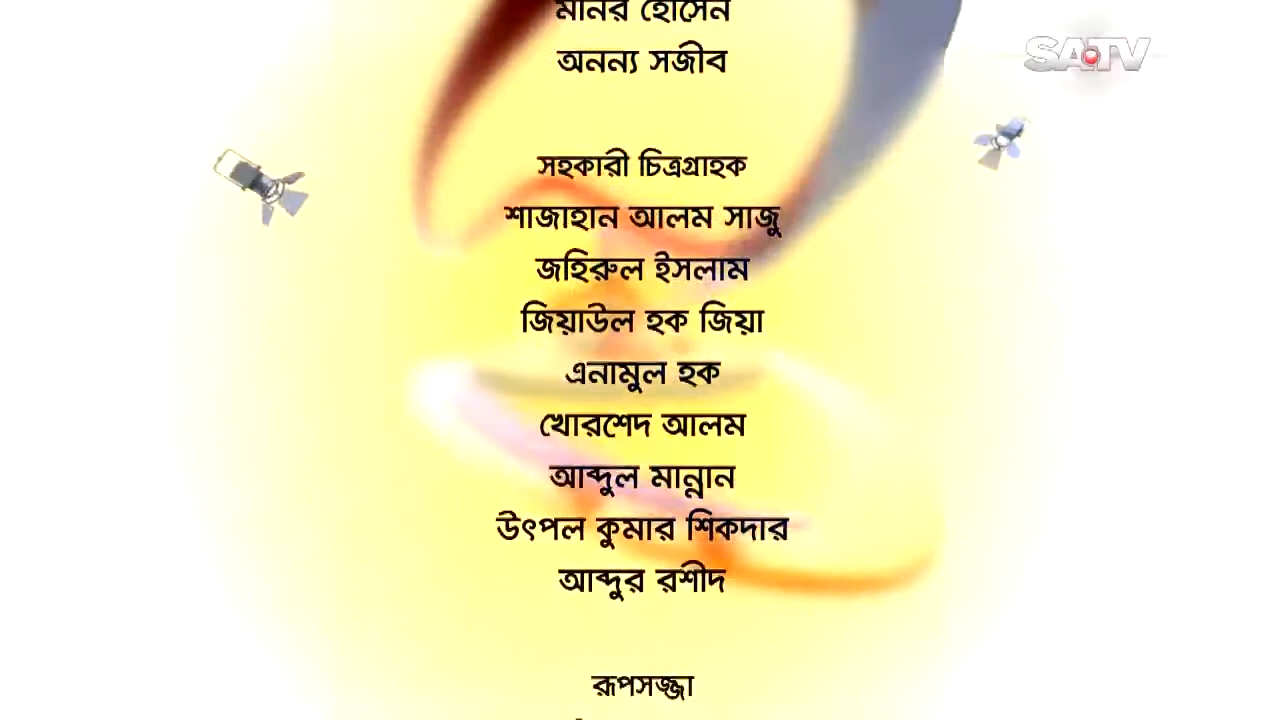 হোসেন
SATV
অনন্য সজীব
সহকারী চিত্রগ্রাহক
শাজাহান আলম সাজু
জহিরুল ইসলাম
জিয়াউল হক জিয়া
এনামুল হক
খোরশেদ আলম
আব্দুল মান্নান
উৎপল কুমার শিকদার
আব্দুর রশীদ
রূপসজ্জা